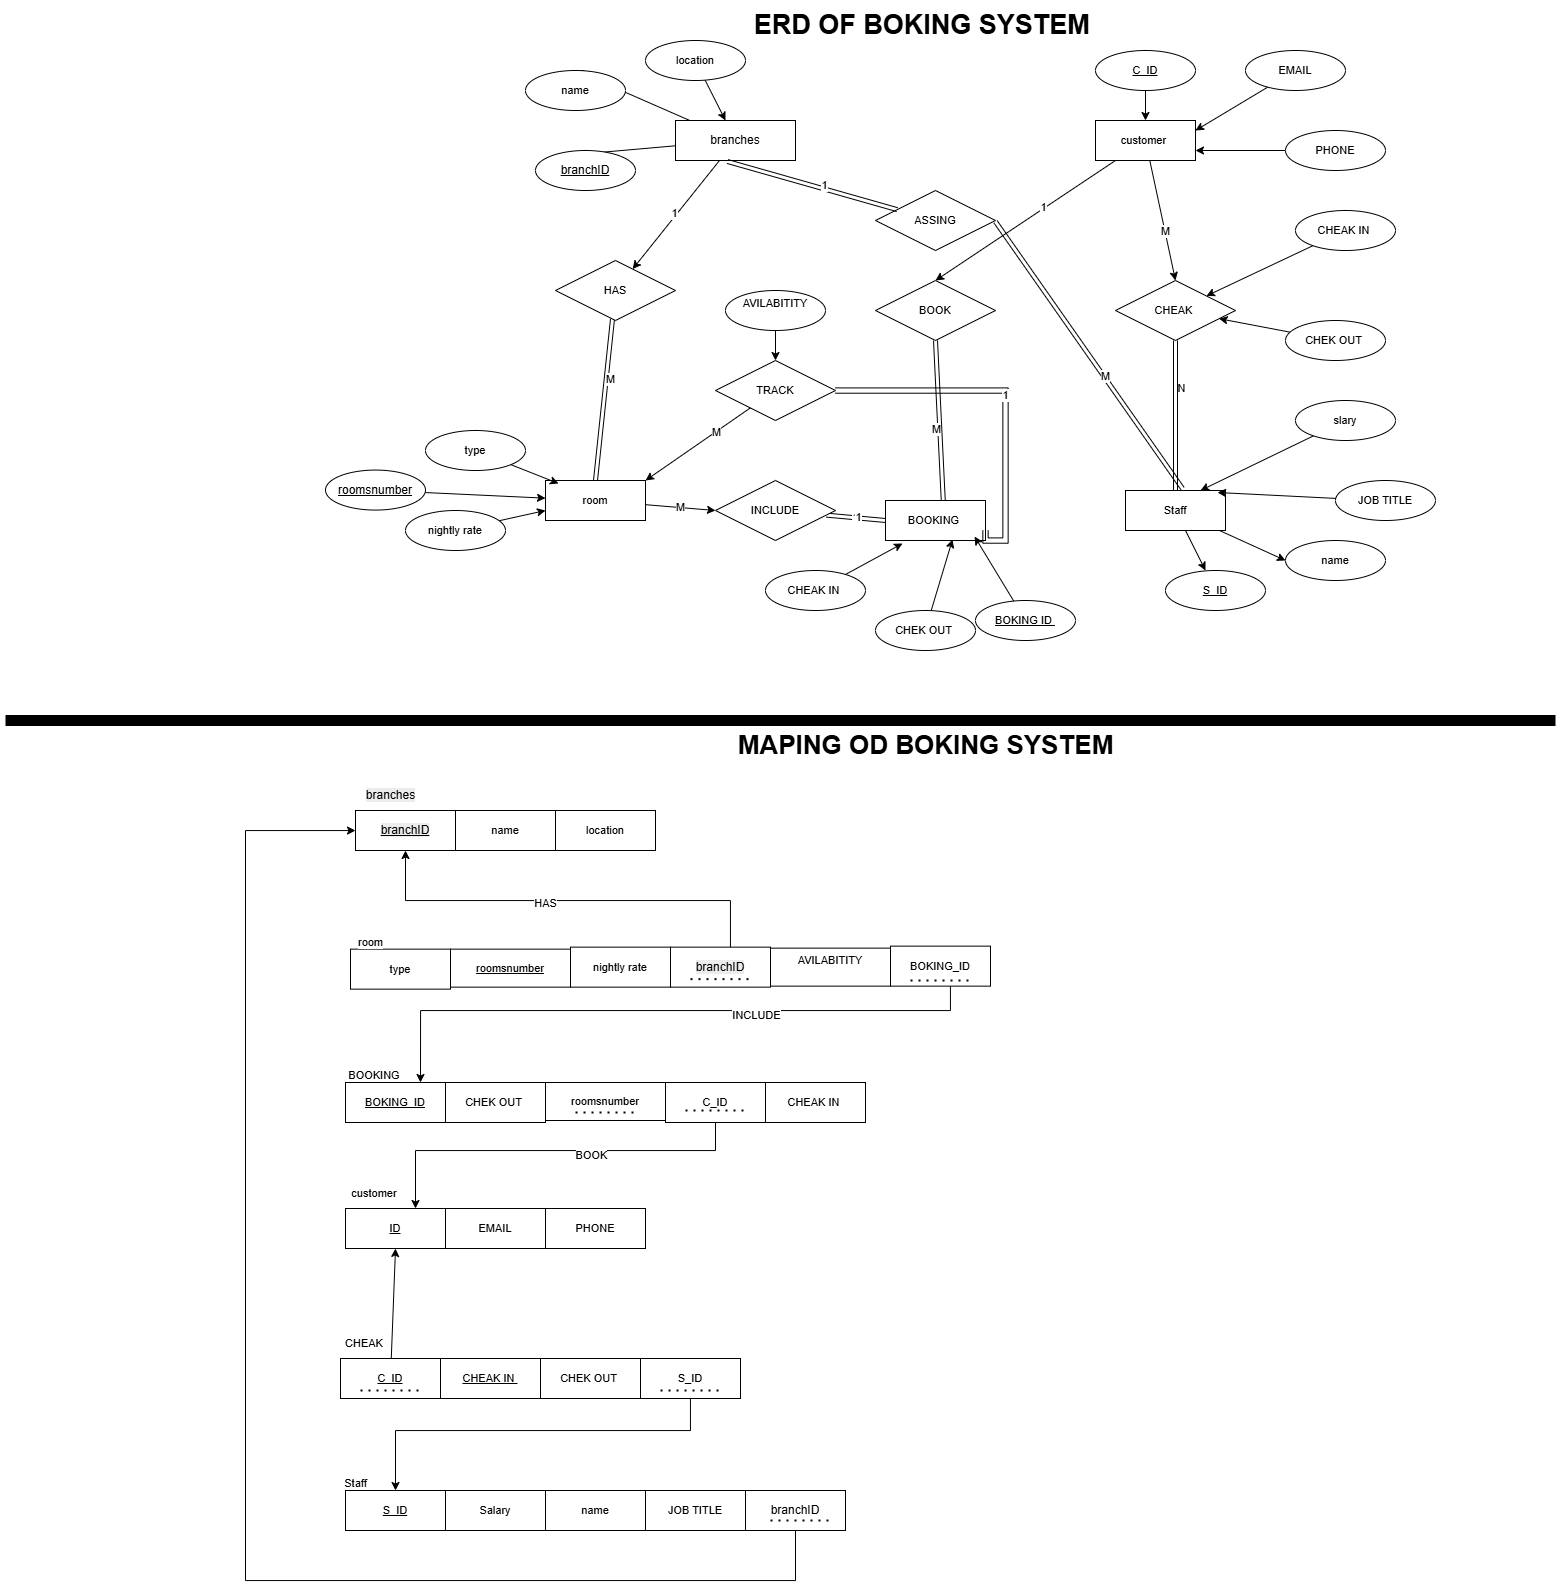 ERD OF BOKING SYSTEM
location
name
branches
branchID
C_ID
EMAIL
customer
PHONE
1
ASSING
1
1
M
CHEAK IN
HAS
AVILABITITY
BOOK
CHEAK
CHEK OUT
M
TRACK
1
M
N
M
M
slary
type
roomsnumber
nightly rate
room
M
INCLUDE
1
BOOKING
Staff
JOB TITLE
name
CHEAK IN
CHEK OUT
BOKING ID
S_ID
MAPING OD BOKING SYSTEM
branches
branchID name location
HAS
room
type roomsnumber nightly rate branchID AVILABITITY BOKING_ID
INCLUDE
BOOKING
BOKING_ID CHEK OUT roomsnumber C_ID CHEAK IN
BOOK
customer
ID EMAIL PHONE
CHEAK
C_ID CHEAK IN CHEK OUT S_ID
Staff
S_ID Salary name JOB TITLE branchID